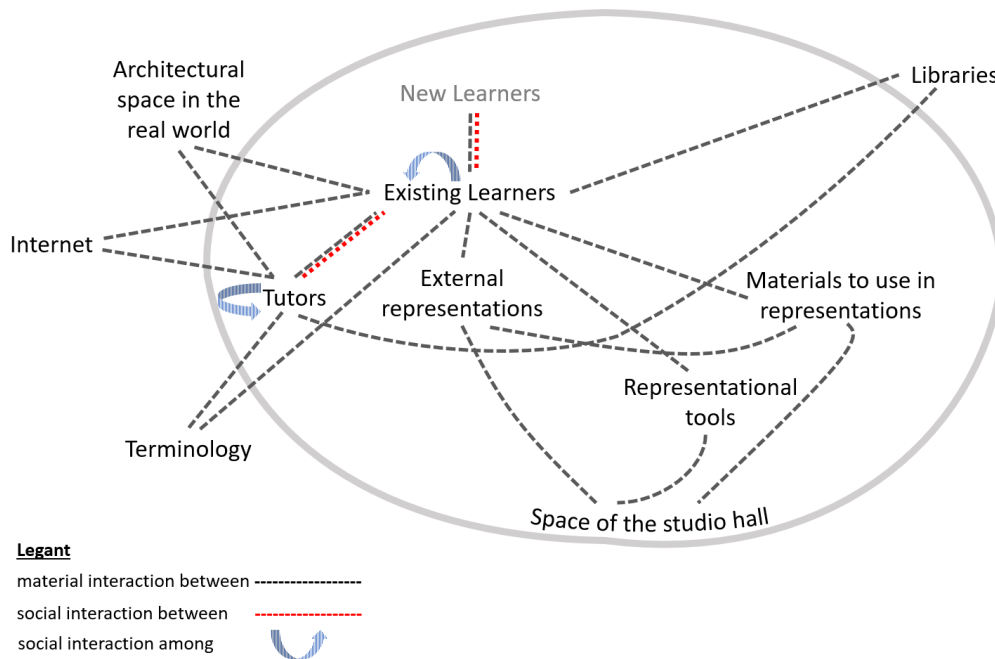 Architectural
space in the
real world
New Learners
Libraries
Existing Learners
Internet
Tutors
External
representations
Materials to use in
representations
Representational
tools
Terminology
Space of the studio hall
Legant
material interaction between
social interaction between
social interaction among